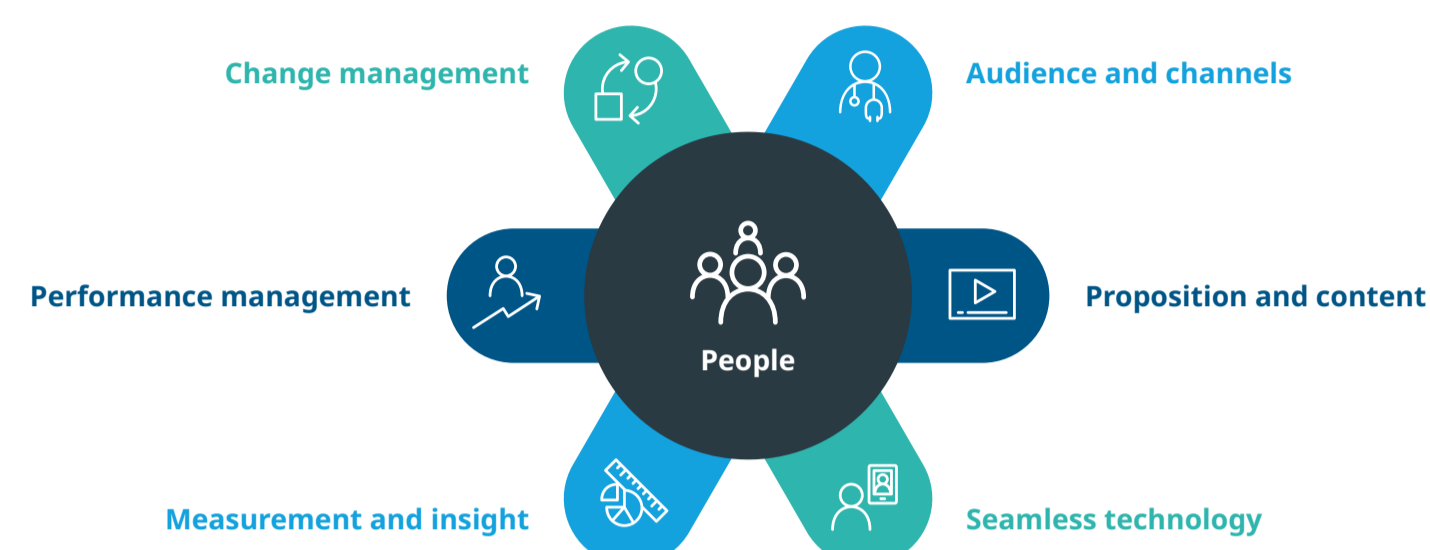 Change management
Audience and channels
Performance management
People
Proposition and content
Measurement and insight
Seamless technology